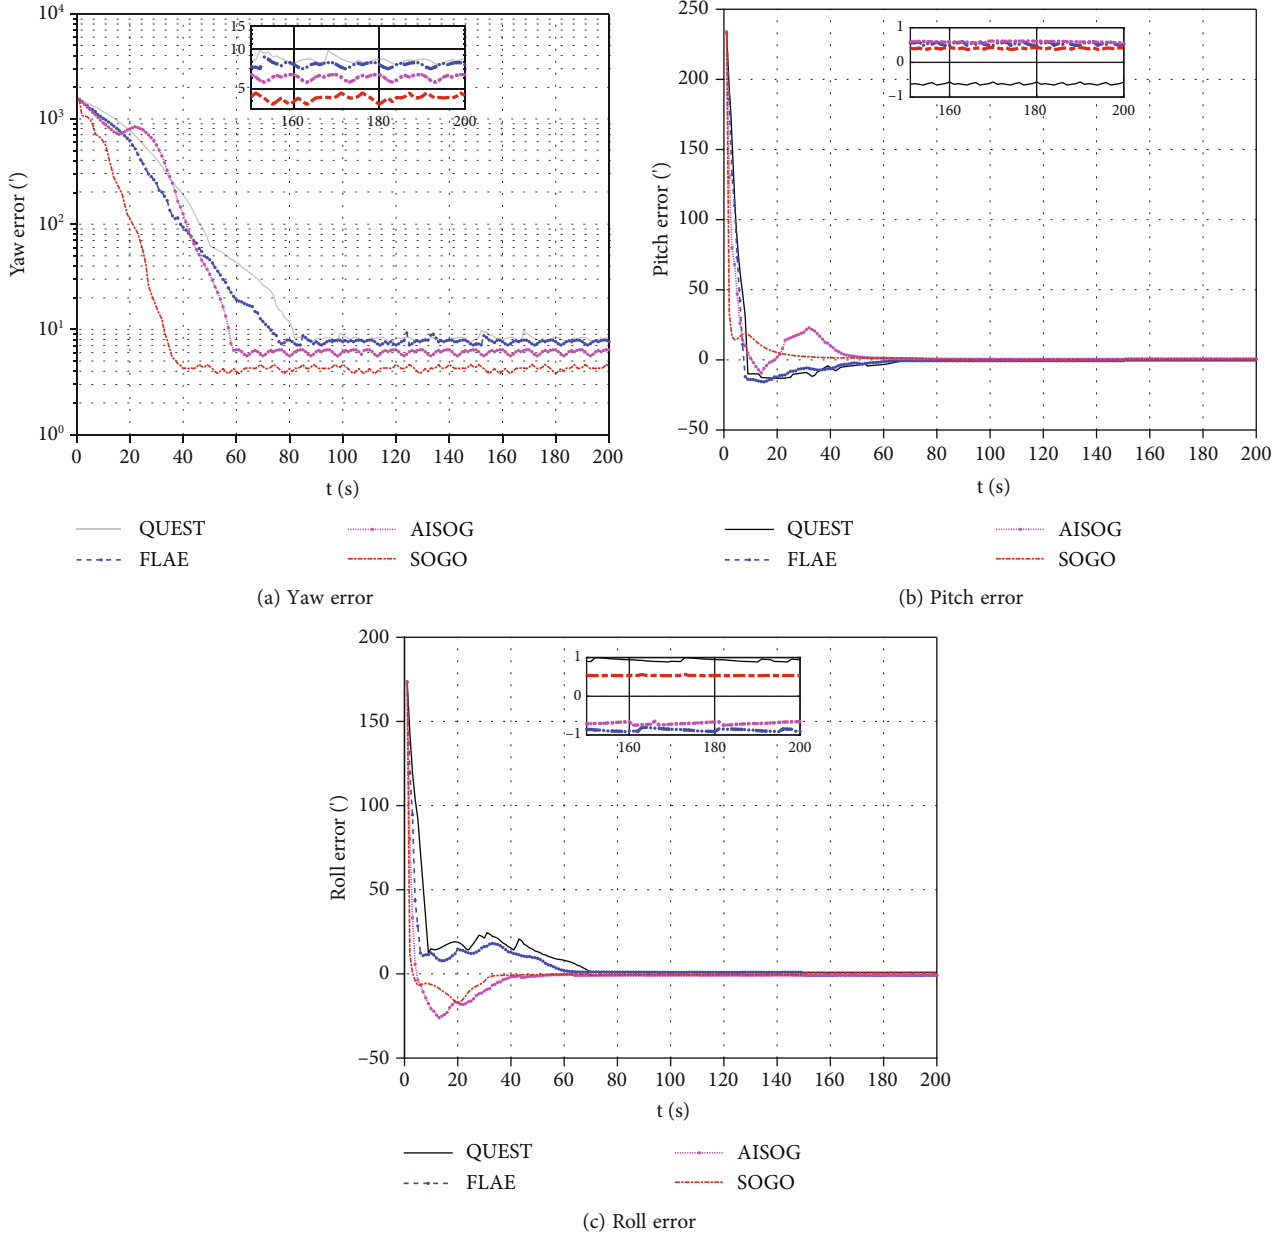 10⁴
10³
10²
10¹
10⁰
Yaw error (')
15
10
5
160 180 200
0 20 40 60 80 100 120 140 160 180 200
t (s)
QUEST
FLAE
AISOG
SOGO
(a) Yaw error
250
200
150
100
50
0
−50
Pitch error (')
1
0
−1
160 180 200
0 20 40 60 80 100 120 140 160 180 200
t (s)
QUEST
FLAE
AISOG
SOGO
(b) Pitch error
200
150
100
50
0
−50
Roll error (')
1
0
−1
160 180 200
0 20 40 60 80 100 120 140 160 180 200
t (s)
QUEST
FLAE
AISOG
SOGO
(c) Roll error